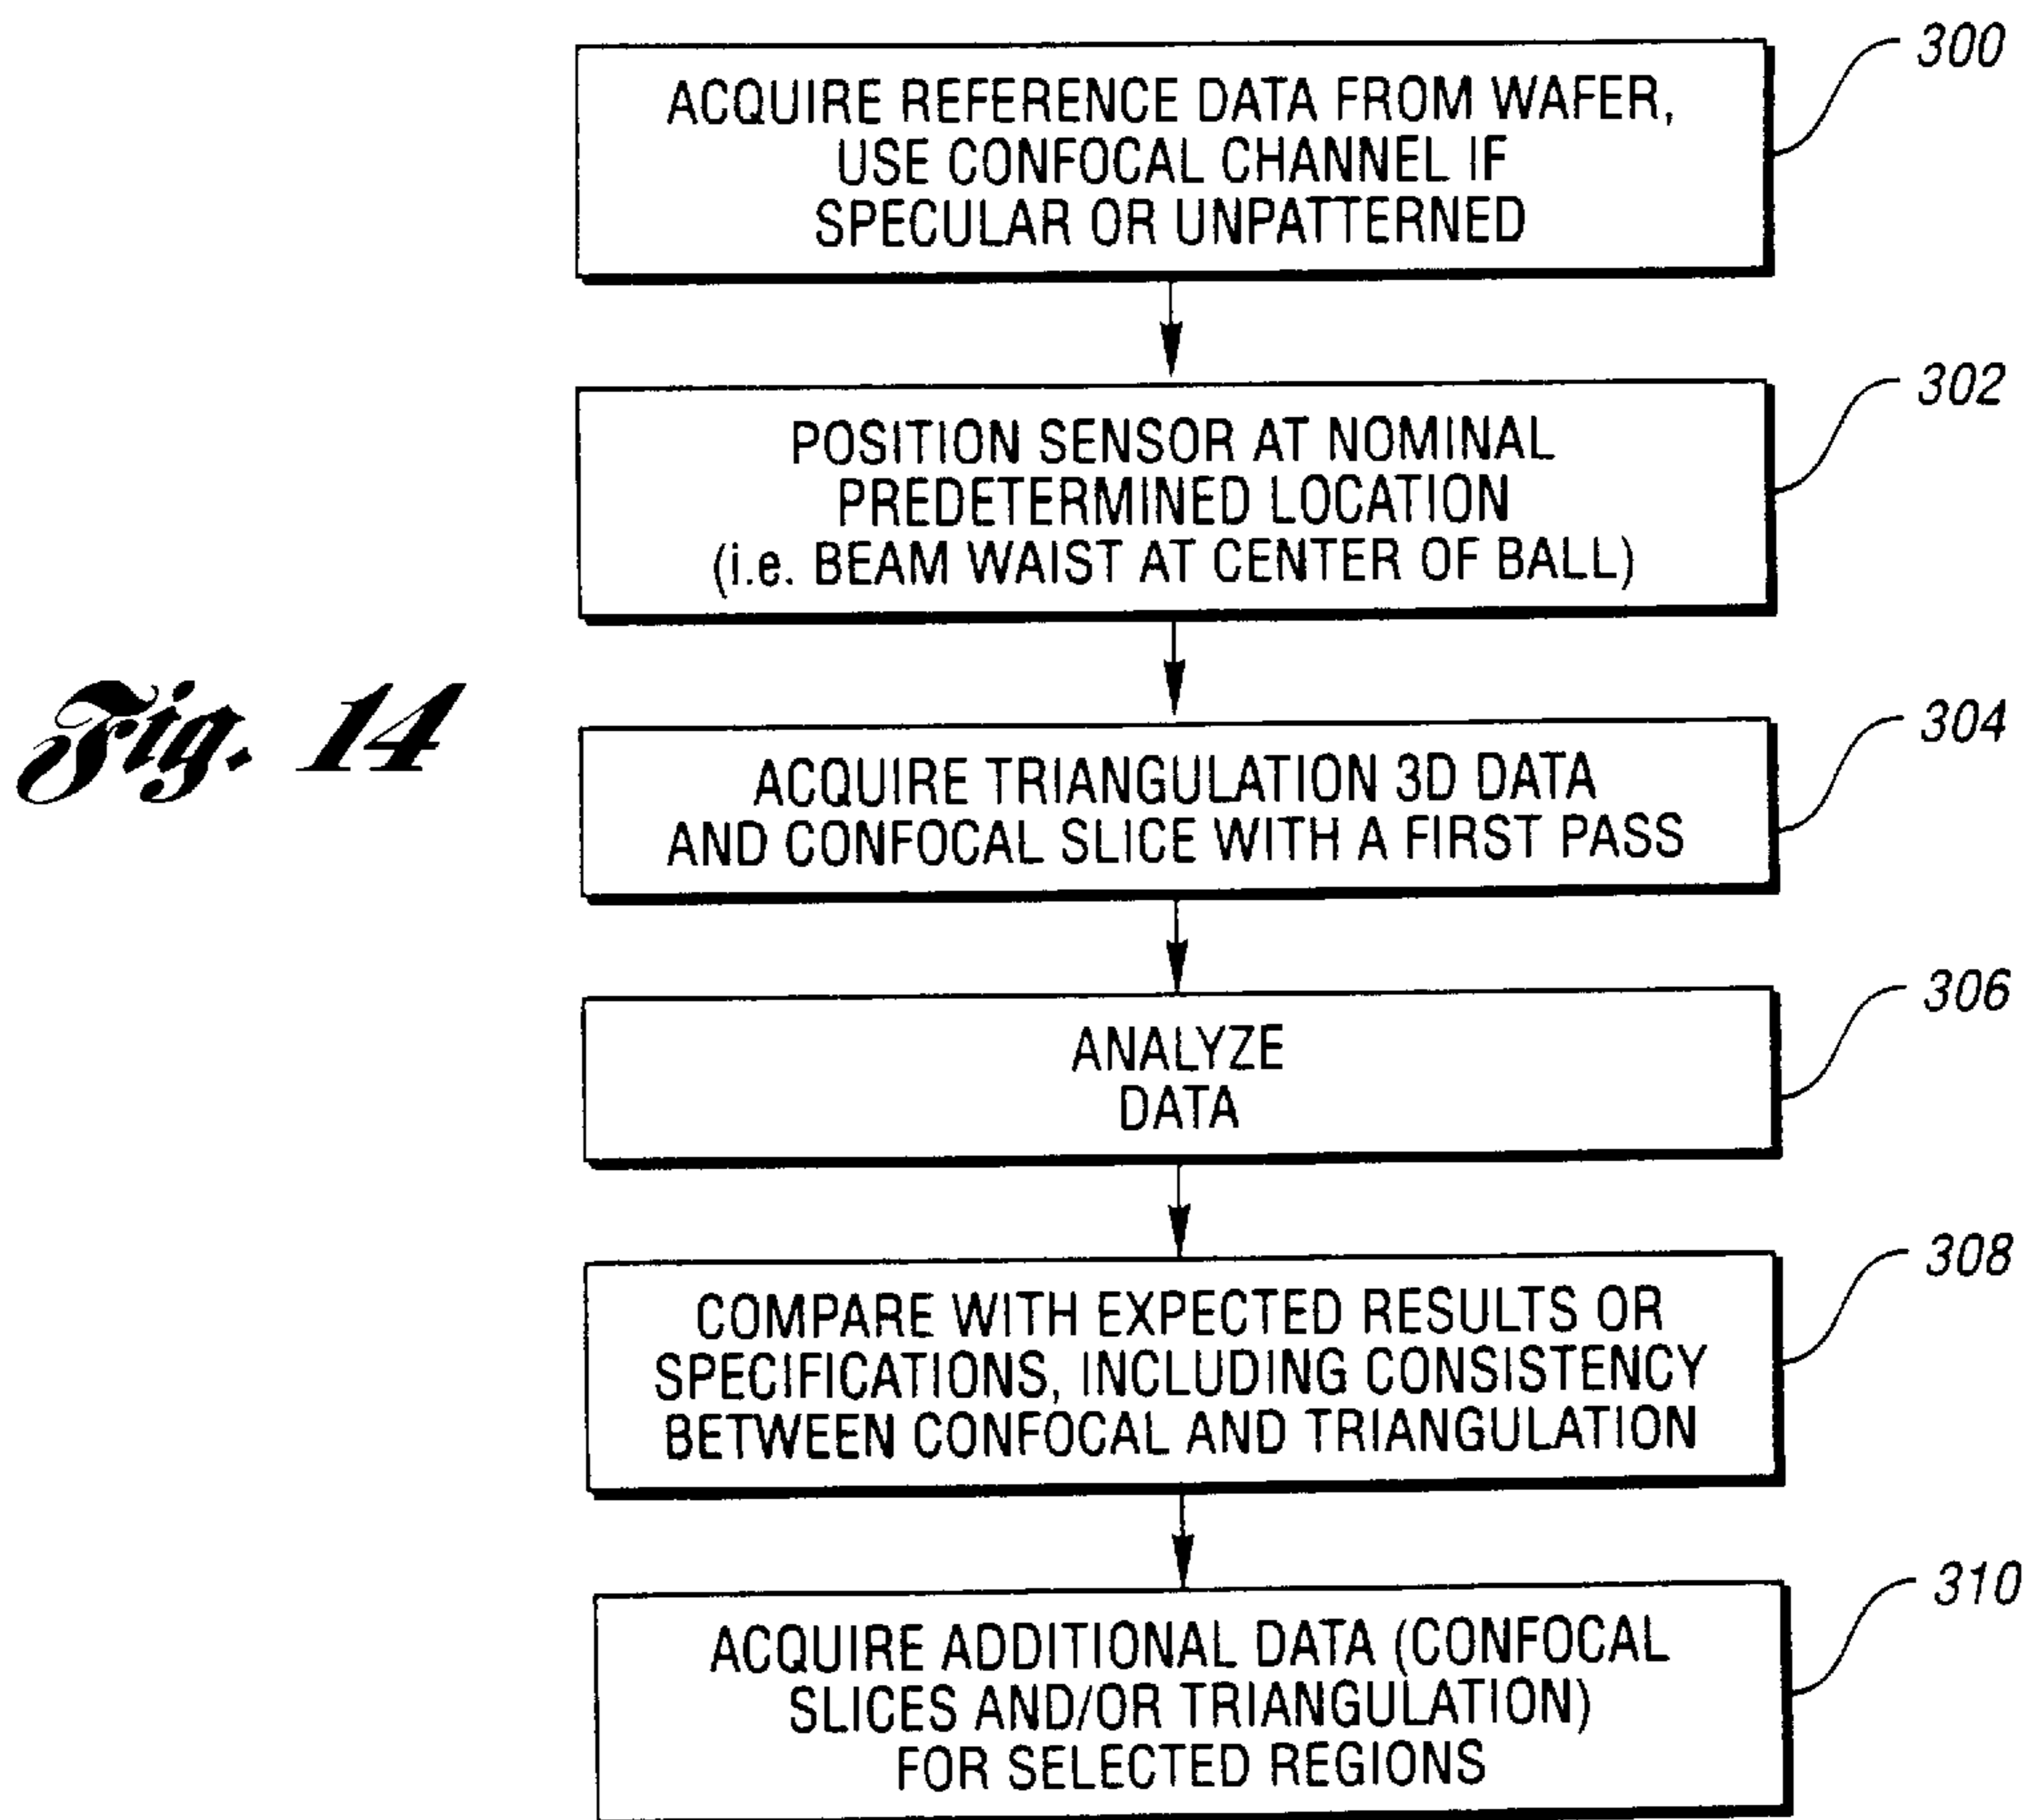 300
ACQUIRE REFERENCE DATA FROM WAFER,
USE CONFOCAL CHANNEL IF
SPECULAR OR UNPATTERNED
302
POSITION SENSOR AT NOMINAL
PREDETERMINED LOCATION
(i.e. BEAM WAIST AT CENTER OF BALL)
Fig. 14
304
ACQUIRE TRIANGULATION 3D DATA
AND CONFOCAL SLICE WITH A FIRST PASS
306
ANALYZE
DATA
308
COMPARE WITH EXPECTED RESULTS OR
SPECIFICATIONS, INCLUDING CONSISTENCY
BETWEEN CONFOCAL AND TRIANGULATION
310
ACQUIRE ADDITIONAL DATA (CONFOCAL
SLICES AND/OR TRIANGULATION)
FOR SELECTED REGIONS